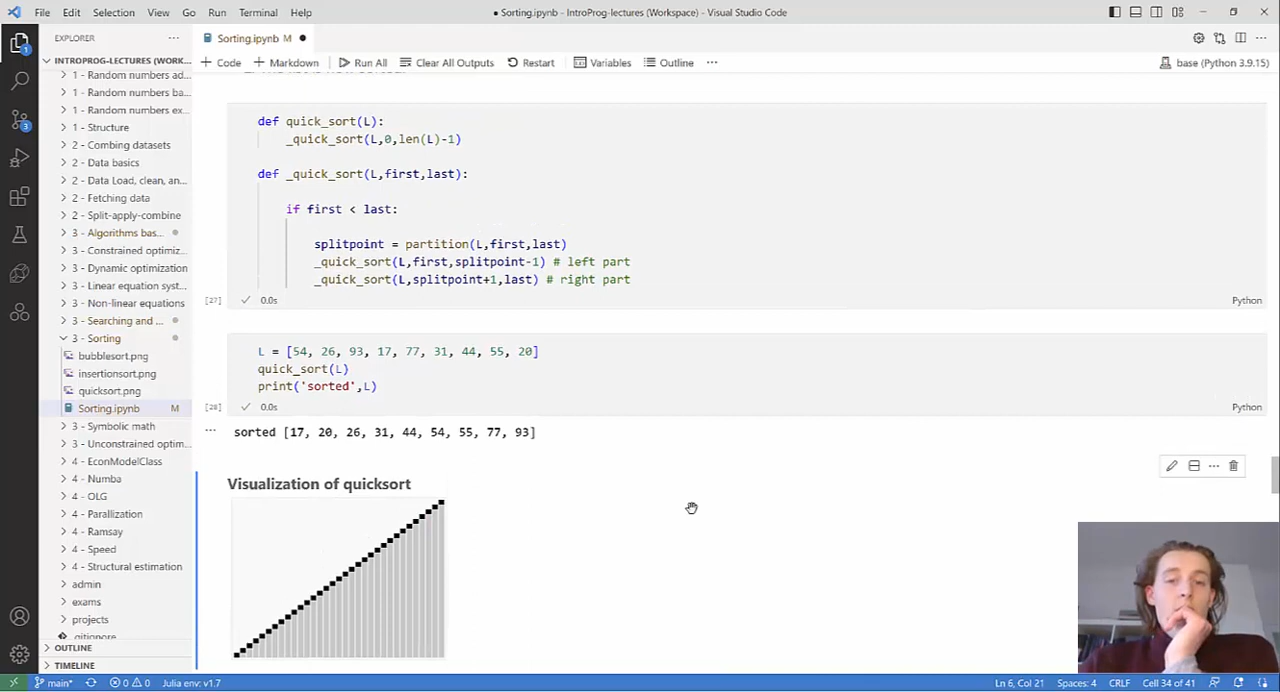 File Edit Selection View Go Run Terminal Help
● Sorting.ipynb - IntroProg-lectures (Workspace) - Visual Studio Code
EXPLORER
Sorting.ipynb M
INTROPROG-LECTURES (WORK...
+ Code + Markdown Run All Clear All Outputs Restart Variables Outline ...
base (Python 3.9.15)
1 - Random numbers ad...
1 - Random numbers ba...
1 - Random numbers ex...
1 - Structure
2 - Combing datasets
2 - Data basics
2 - Data Load, clean, an...
2 - Fetching data
2 - Split-apply-combine
3 - Algorithms bas...
3 - Constrained optimiz...
3 - Dynamic optimization
3 - Linear equation syst...
3 - Non-linear equations
3 - Searching and ...
3 - Sorting
bubblesort.png
insertionsort.png
quicksort.png
Sorting.ipynb M
3 - Symbolic math
3 - Unconstrained optim...
4 - EconModelClass
4 - Numba
4 - OLG
4 - Parallization
4 - Ramsay
4 - Speed
4 - Structural estimation
admin
exams
projects
.gitignore
OUTLINE
TIMELINE
def quick_sort(L):
_quick_sort(L,0,len(L)-1)
def _quick_sort(L,first,last):
if first < last:
splitpoint = partition(L,first,last)
_quick_sort(L,first,splitpoint-1) # left part
_quick_sort(L,splitpoint+1,last) # right part
[27] 0.0s Python
L = [54, 26, 93, 17, 77, 31, 44, 55, 20]
quick_sort(L)
print('sorted',L)
[28] 0.0s Python
sorted [17, 20, 26, 31, 44, 54, 55, 77, 93]
Visualization of quicksort
main* 0 0 Julia env: v1.7
Ln 6, Col 21 Spaces: 4 CRLF Cell 34 of 41